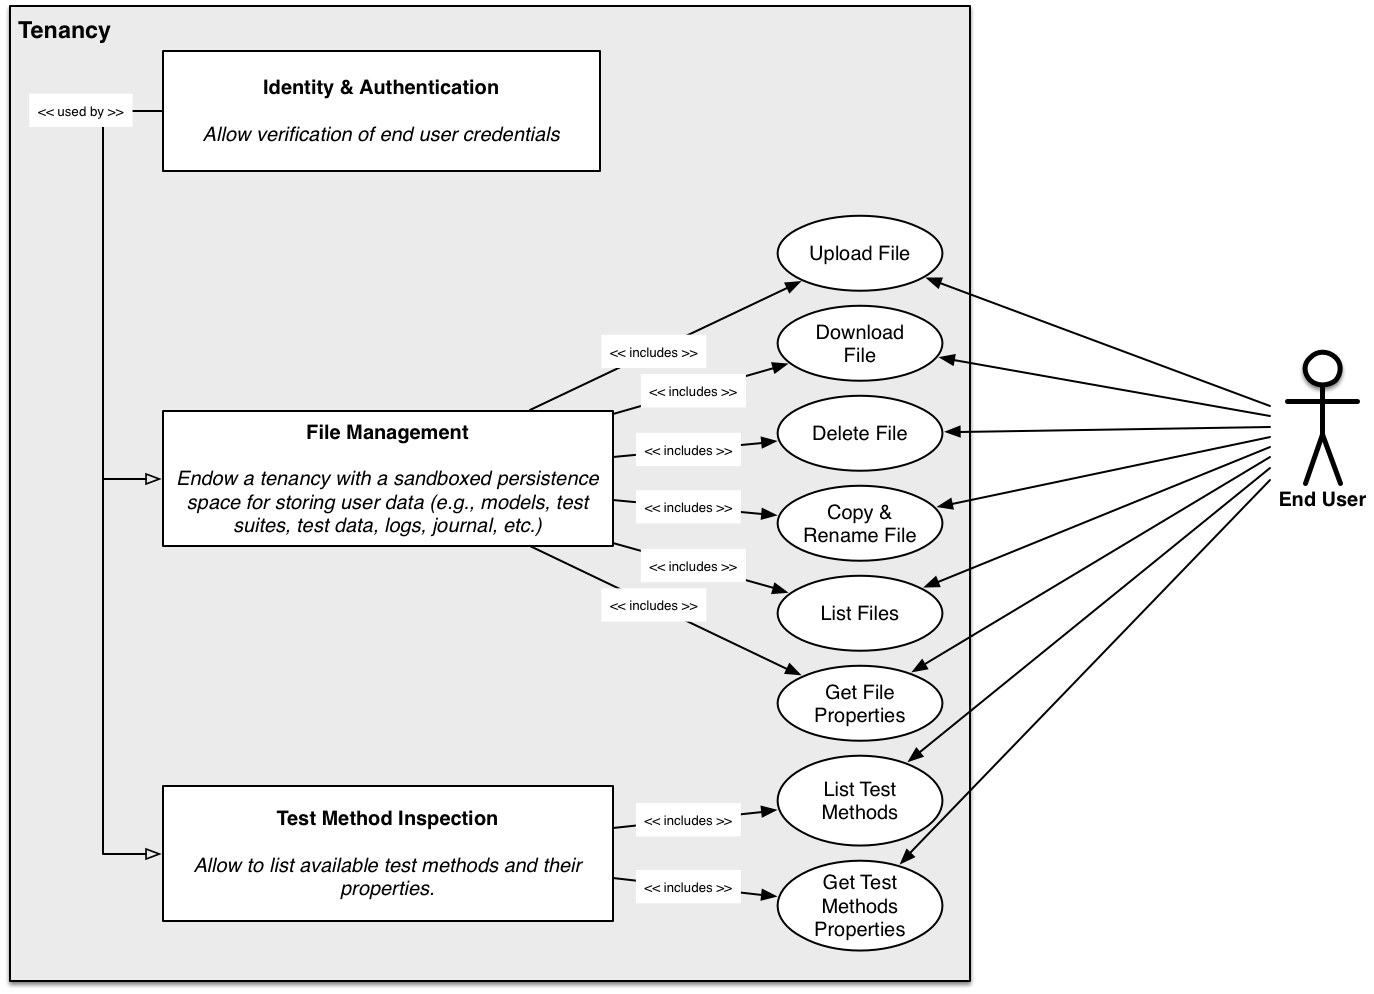 Tenancy
Identity & Authentication
<< used by >>
Allow verification of end user credentials
Upload File
Download
File
<< includes >>
<< includes >>
Delete File
<< includes >>
File Management
Endow a tenancy with a sandboxed persistence
space for storing user data (e.g., models, test
suites, test data, logs, journal, etc.)
<< includes >>
Copy &
Rename File
End User
<< includes >>
<< includes >>
List Files
Get File
Properties
List Test
Methods
Test Method Inspection
<< includes >>
Allow to list available test methods and their
properties.
<< includes >>
Get Test
Methods
Properties